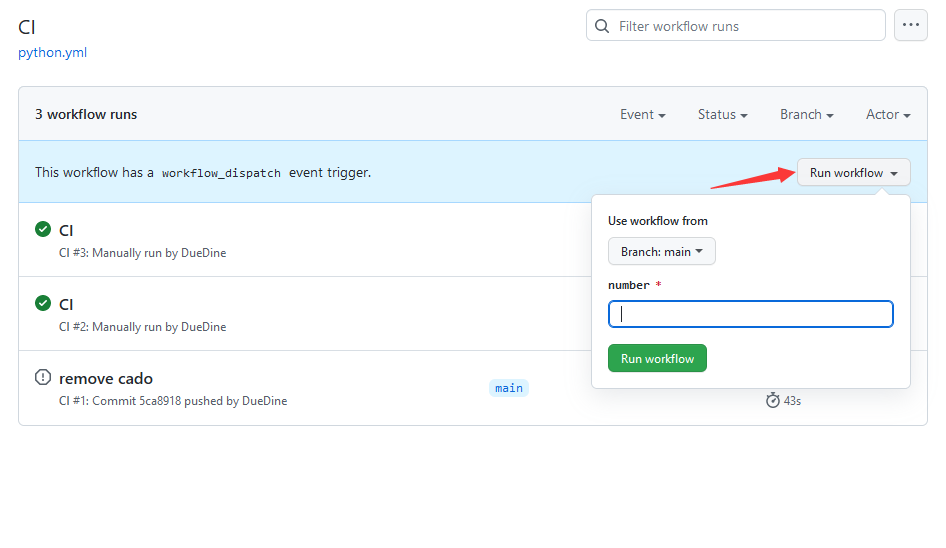 CI
Filter workflow runs
python.yml
3 workflow runs
Event
Status
Branch
Actor
This workflow has a workflow_dispatch event trigger.
Run workflow
Use workflow from
Branch: main
number *
Run workflow
CI
CI #3: Manually run by DueDine
CI
CI #2: Manually run by DueDine
remove cado
CI #1: Commit 5ca8918 pushed by DueDine
main
43s